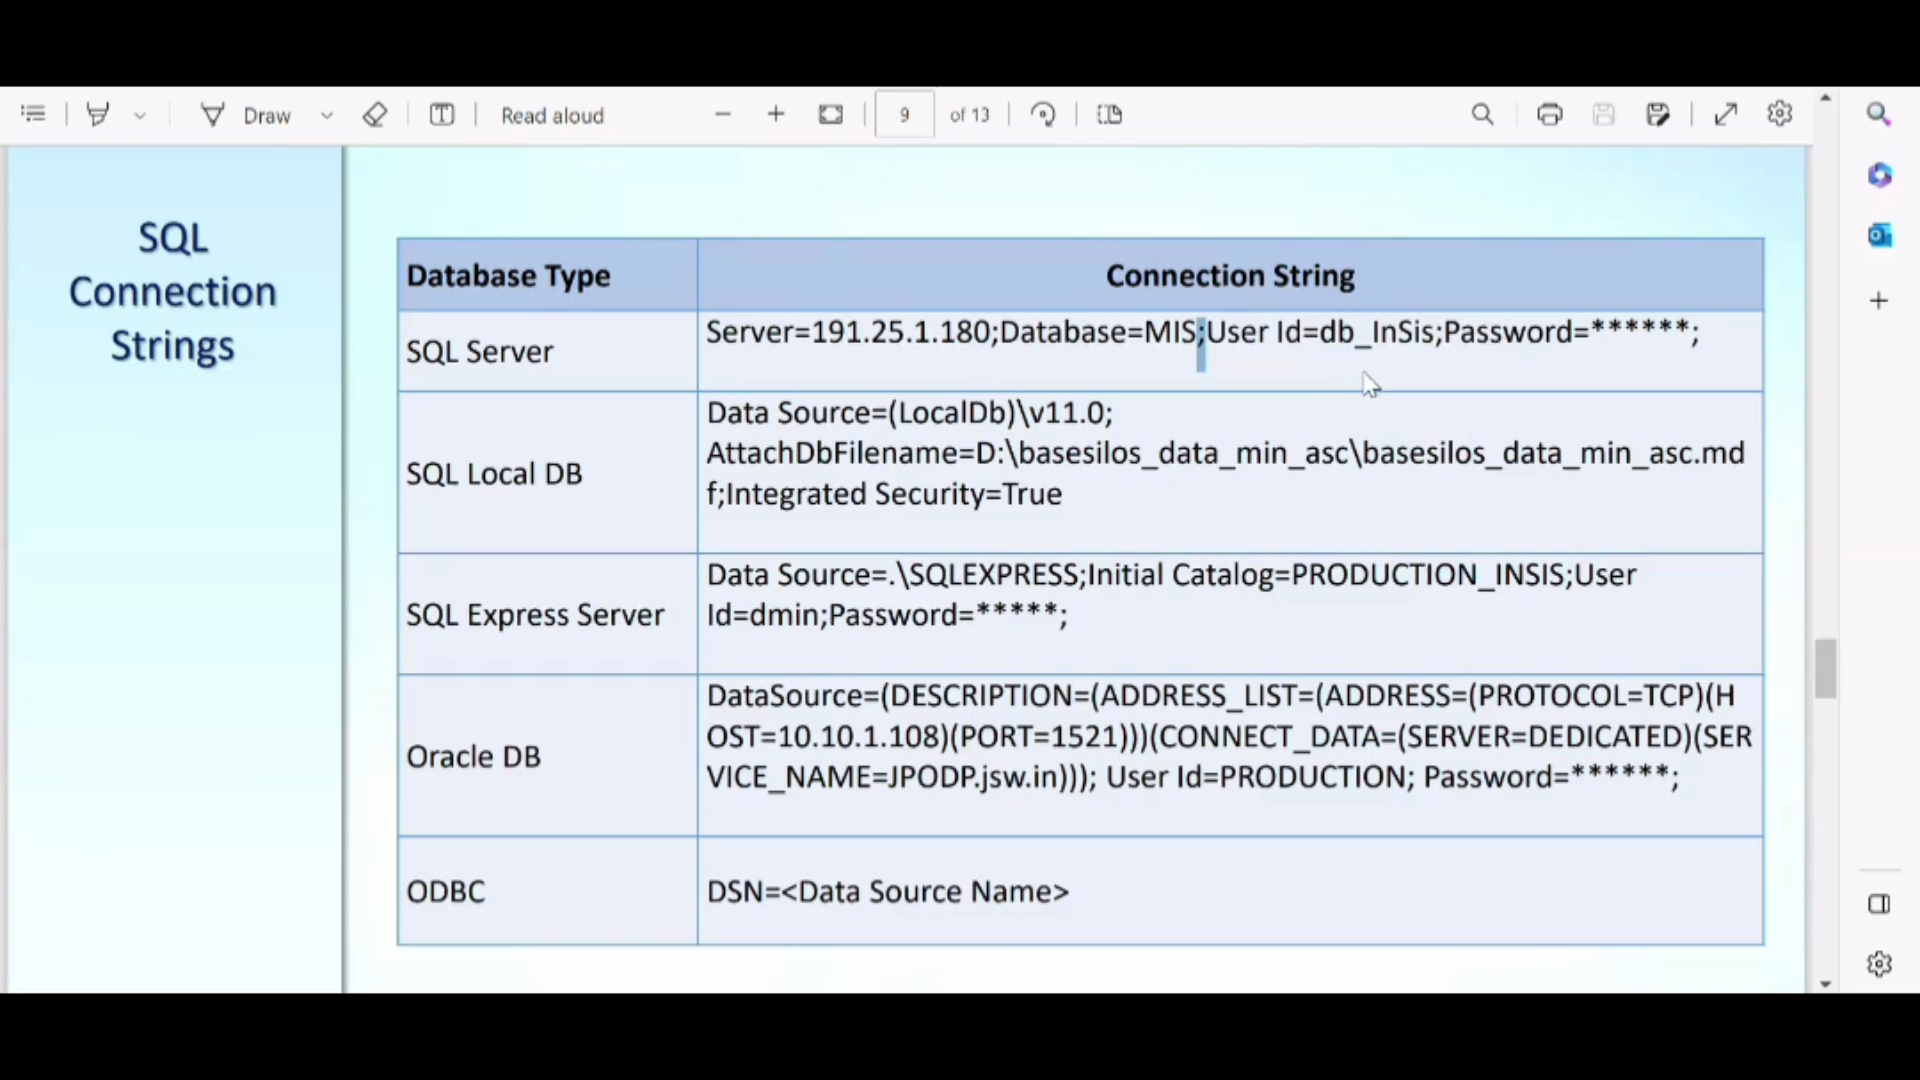 Draw
Read aloud
9 of 13
SQL
Connection
Strings
Database Type
Connection String
SQL Server
Server=191.25.1.180;Database=MIS;User Id=db_InSis;Password=******;
SQL Local DB
Data Source=(LocalDb)\v11.0;
AttachDbFilename=D:\basesilos_data_min_asc\basesilos_data_min_asc.md
f;Integrated Security=True
SQL Express Server
Data Source=.\SQLEXPRESS;Initial Catalog=PRODUCTION_INSIS;User
Id=dmin;Password=*****;
Oracle DB
DataSource=(DESCRIPTION=(ADDRESS_LIST=(ADDRESS=(PROTOCOL=TCP)(H
OST=10.10.1.108)(PORT=1521)))(CONNECT_DATA=(SERVER=DEDICATED)(SER
VICE_NAME=JPODP.jsw.in))); User Id=PRODUCTION; Password=******;
ODBC
DSN=<Data Source Name>